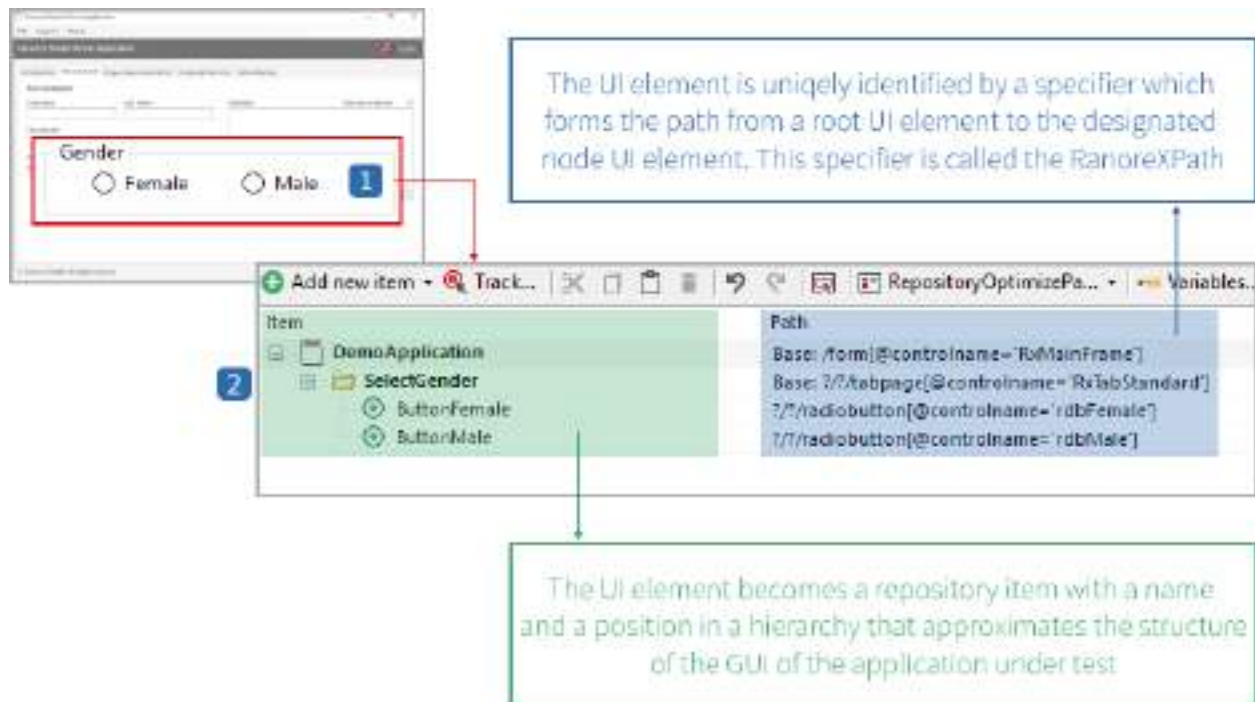 Gender
Female
Male
1
The UI element is uniqely identified by a specifier which
forms the path from a root UI element to the designated
node UI element. This specifier is called the RanoreXPath
Add new item
Track...
RepositoryOptimizePa...
Variables...
Item
Path
DemoApplication
Base: /form[@controlname='RxMainFrame']
2
SelectGender
Base: ?/?/tabpage[@controlname='RxTabStandard']
ButtonFemale
?/?/radiobutton[@controlname='rdbFemale']
ButtonMale
?/?/radiobutton[@controlname='rdbMale']
The UI element becomes a repository item with a name
and a position in a hierarchy that approximates the structure
of the GUI of the application under test